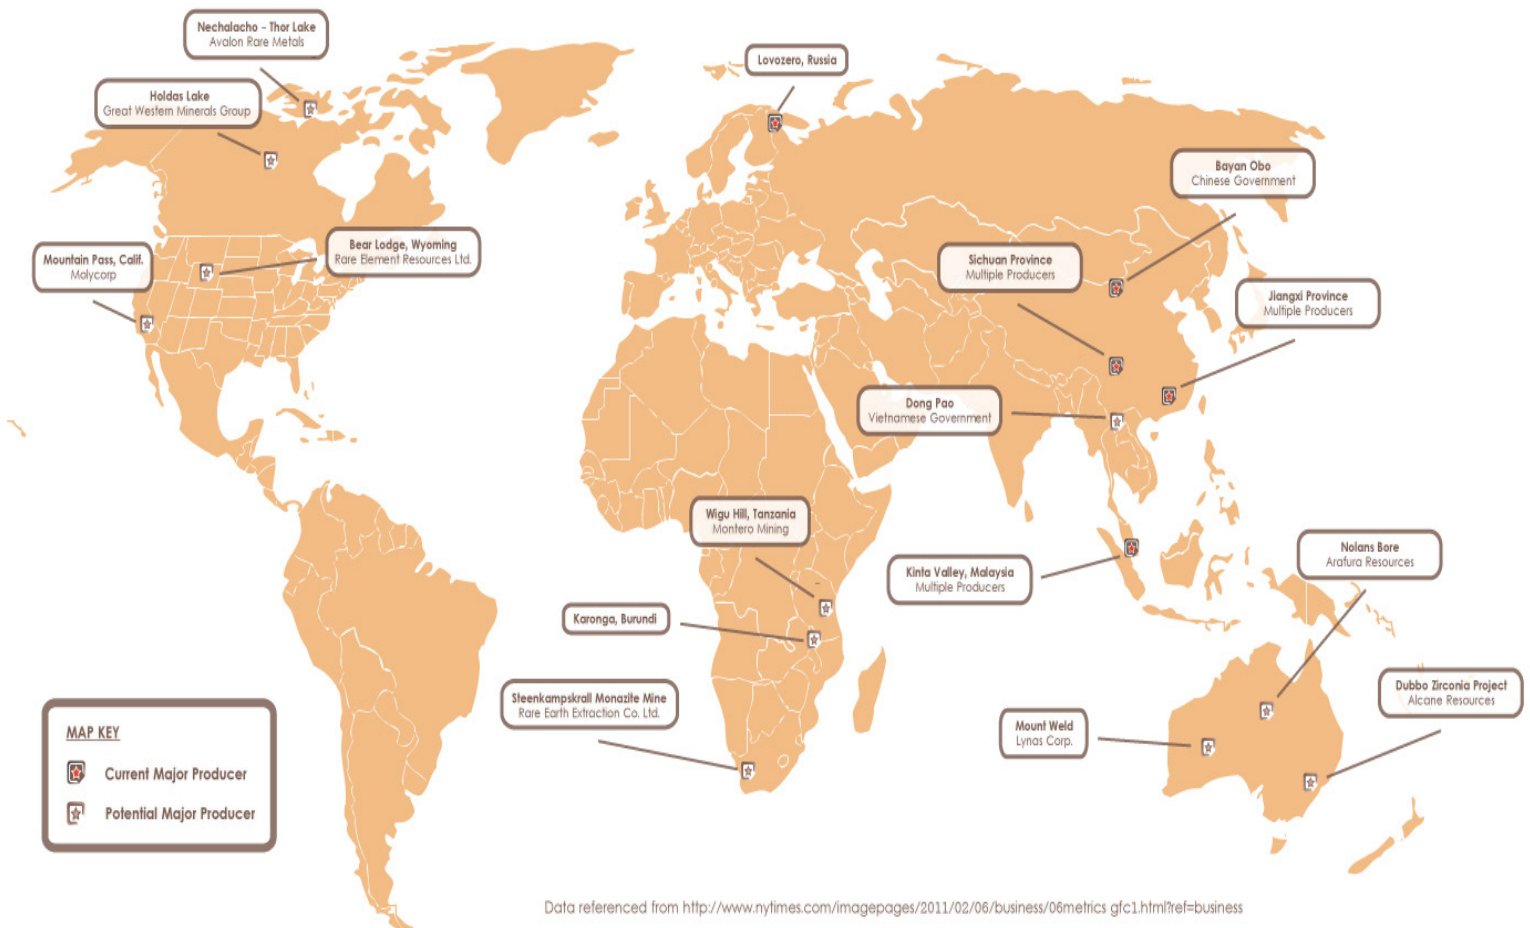 Nechalacho – Thor Lake
Avalon Rare Metals
Holdas Lake
Great Western Minerals Group
Lovozero, Russia
Bayan Obo
Chinese Government
Mountain Pass, Calif.
Molycorp
Bear Lodge, Wyoming
Rare Element Resources Ltd.
Sichuan Province
Multiple Producers
Jiangxi Province
Multiple Producers
Dong Pao
Vietnamese Government
Wigu Hill, Tanzania
Montero Mining
Nolans Bore
Arafura Resources
Kinta Valley, Malaysia
Multiple Producers
Karonga, Burundi
Steenkampskrall Monazite Mine
Rare Earth Extraction Co. Ltd.
Dubbo Zirconia Project
Alcane Resources
Mount Weld
Lynas Corp.
MAP KEY
Current Major Producer
Potential Major Producer
Data referenced from http://www.nytimes.com/imagepages/2011/02/06/business/06metrics gfc1.html?ref=business